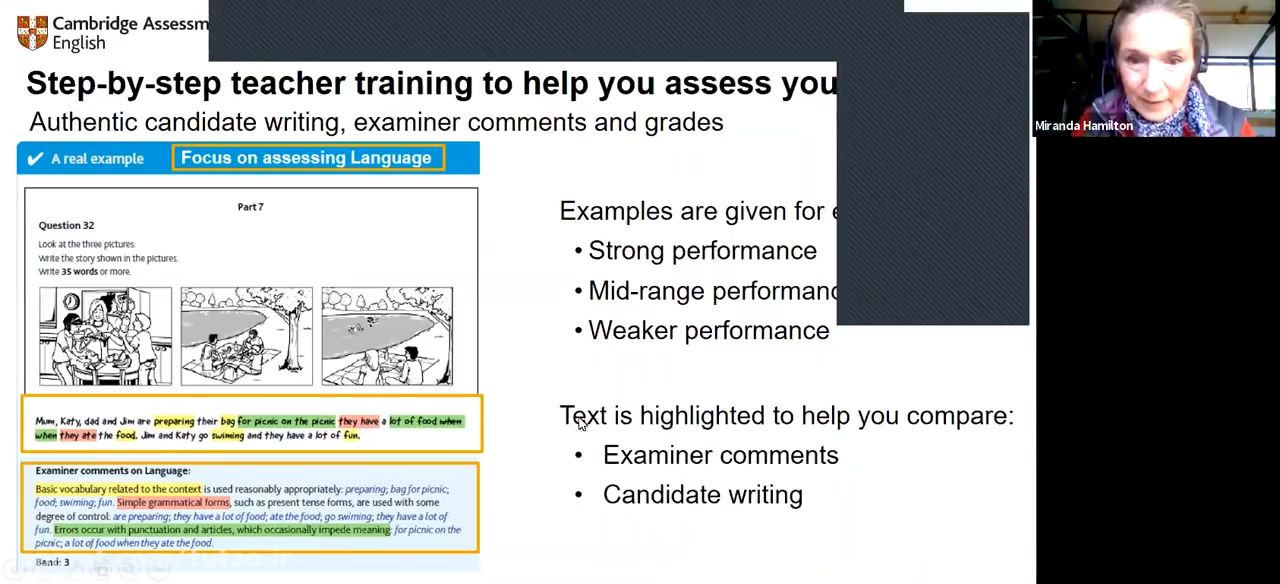 Cambridge Assessm
English
Step-by-step teacher training to help you assess you
Authentic candidate writing, examiner comments and grades
✔ A real example Focus on assessing Language
Part 7
Question 32
Look at the three pictures:
Write the story shown in the pictures.
Write 35 words or more.
Mum, Katy, dad and Jim are preparing their bag for picnic on the picnic they have a lot of food when
when they ate the food. Jim and Katy go swiming and they have a lot of fun.
Examiner comments on Language:
Basic vocabulary related to the context is used reasonably appropriately: preparing; bag for picnic;
food; swiming; fun. Simple grammatical forms, such as present tense forms, are used with some
degree of control: are preparing; they have a lot of food; ate the food; go swiming; they have a lot of
fun. Errors occur with punctuation and articles, which occasionally impede meaning: for picnic on the
picnic; a lot of food when they ate the food.
Band: 3
Examples are given for
• Strong performance
• Mid-range performanc
• Weaker performance
Text is highlighted to help you compare:
• Examiner comments
• Candidate writing
Miranda Hamilton